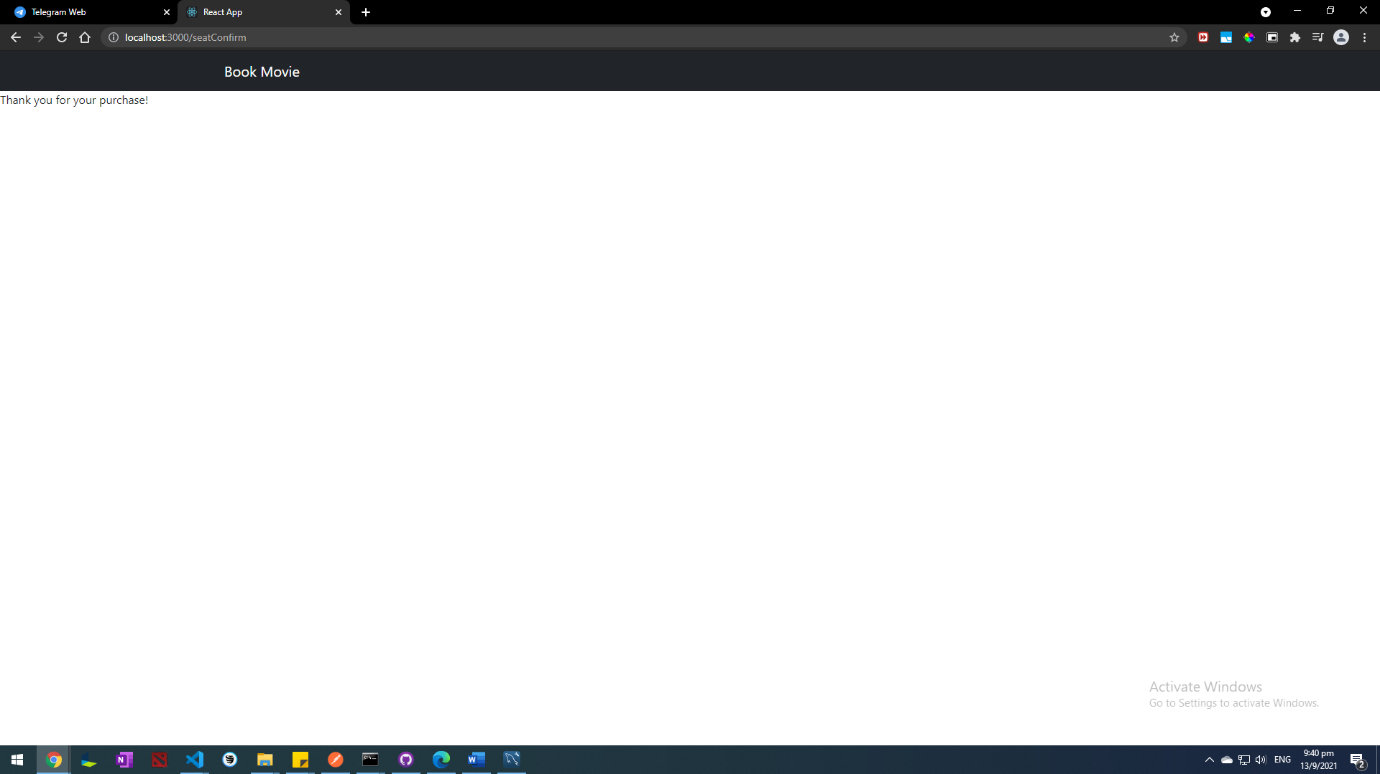 Telegram Web
React App
localhost:3000/seatConfirm
Book Movie
Thank you for your purchase!
Activate Windows
Go to Settings to activate Windows.
ENG
9:40 pm
13/9/2021
2